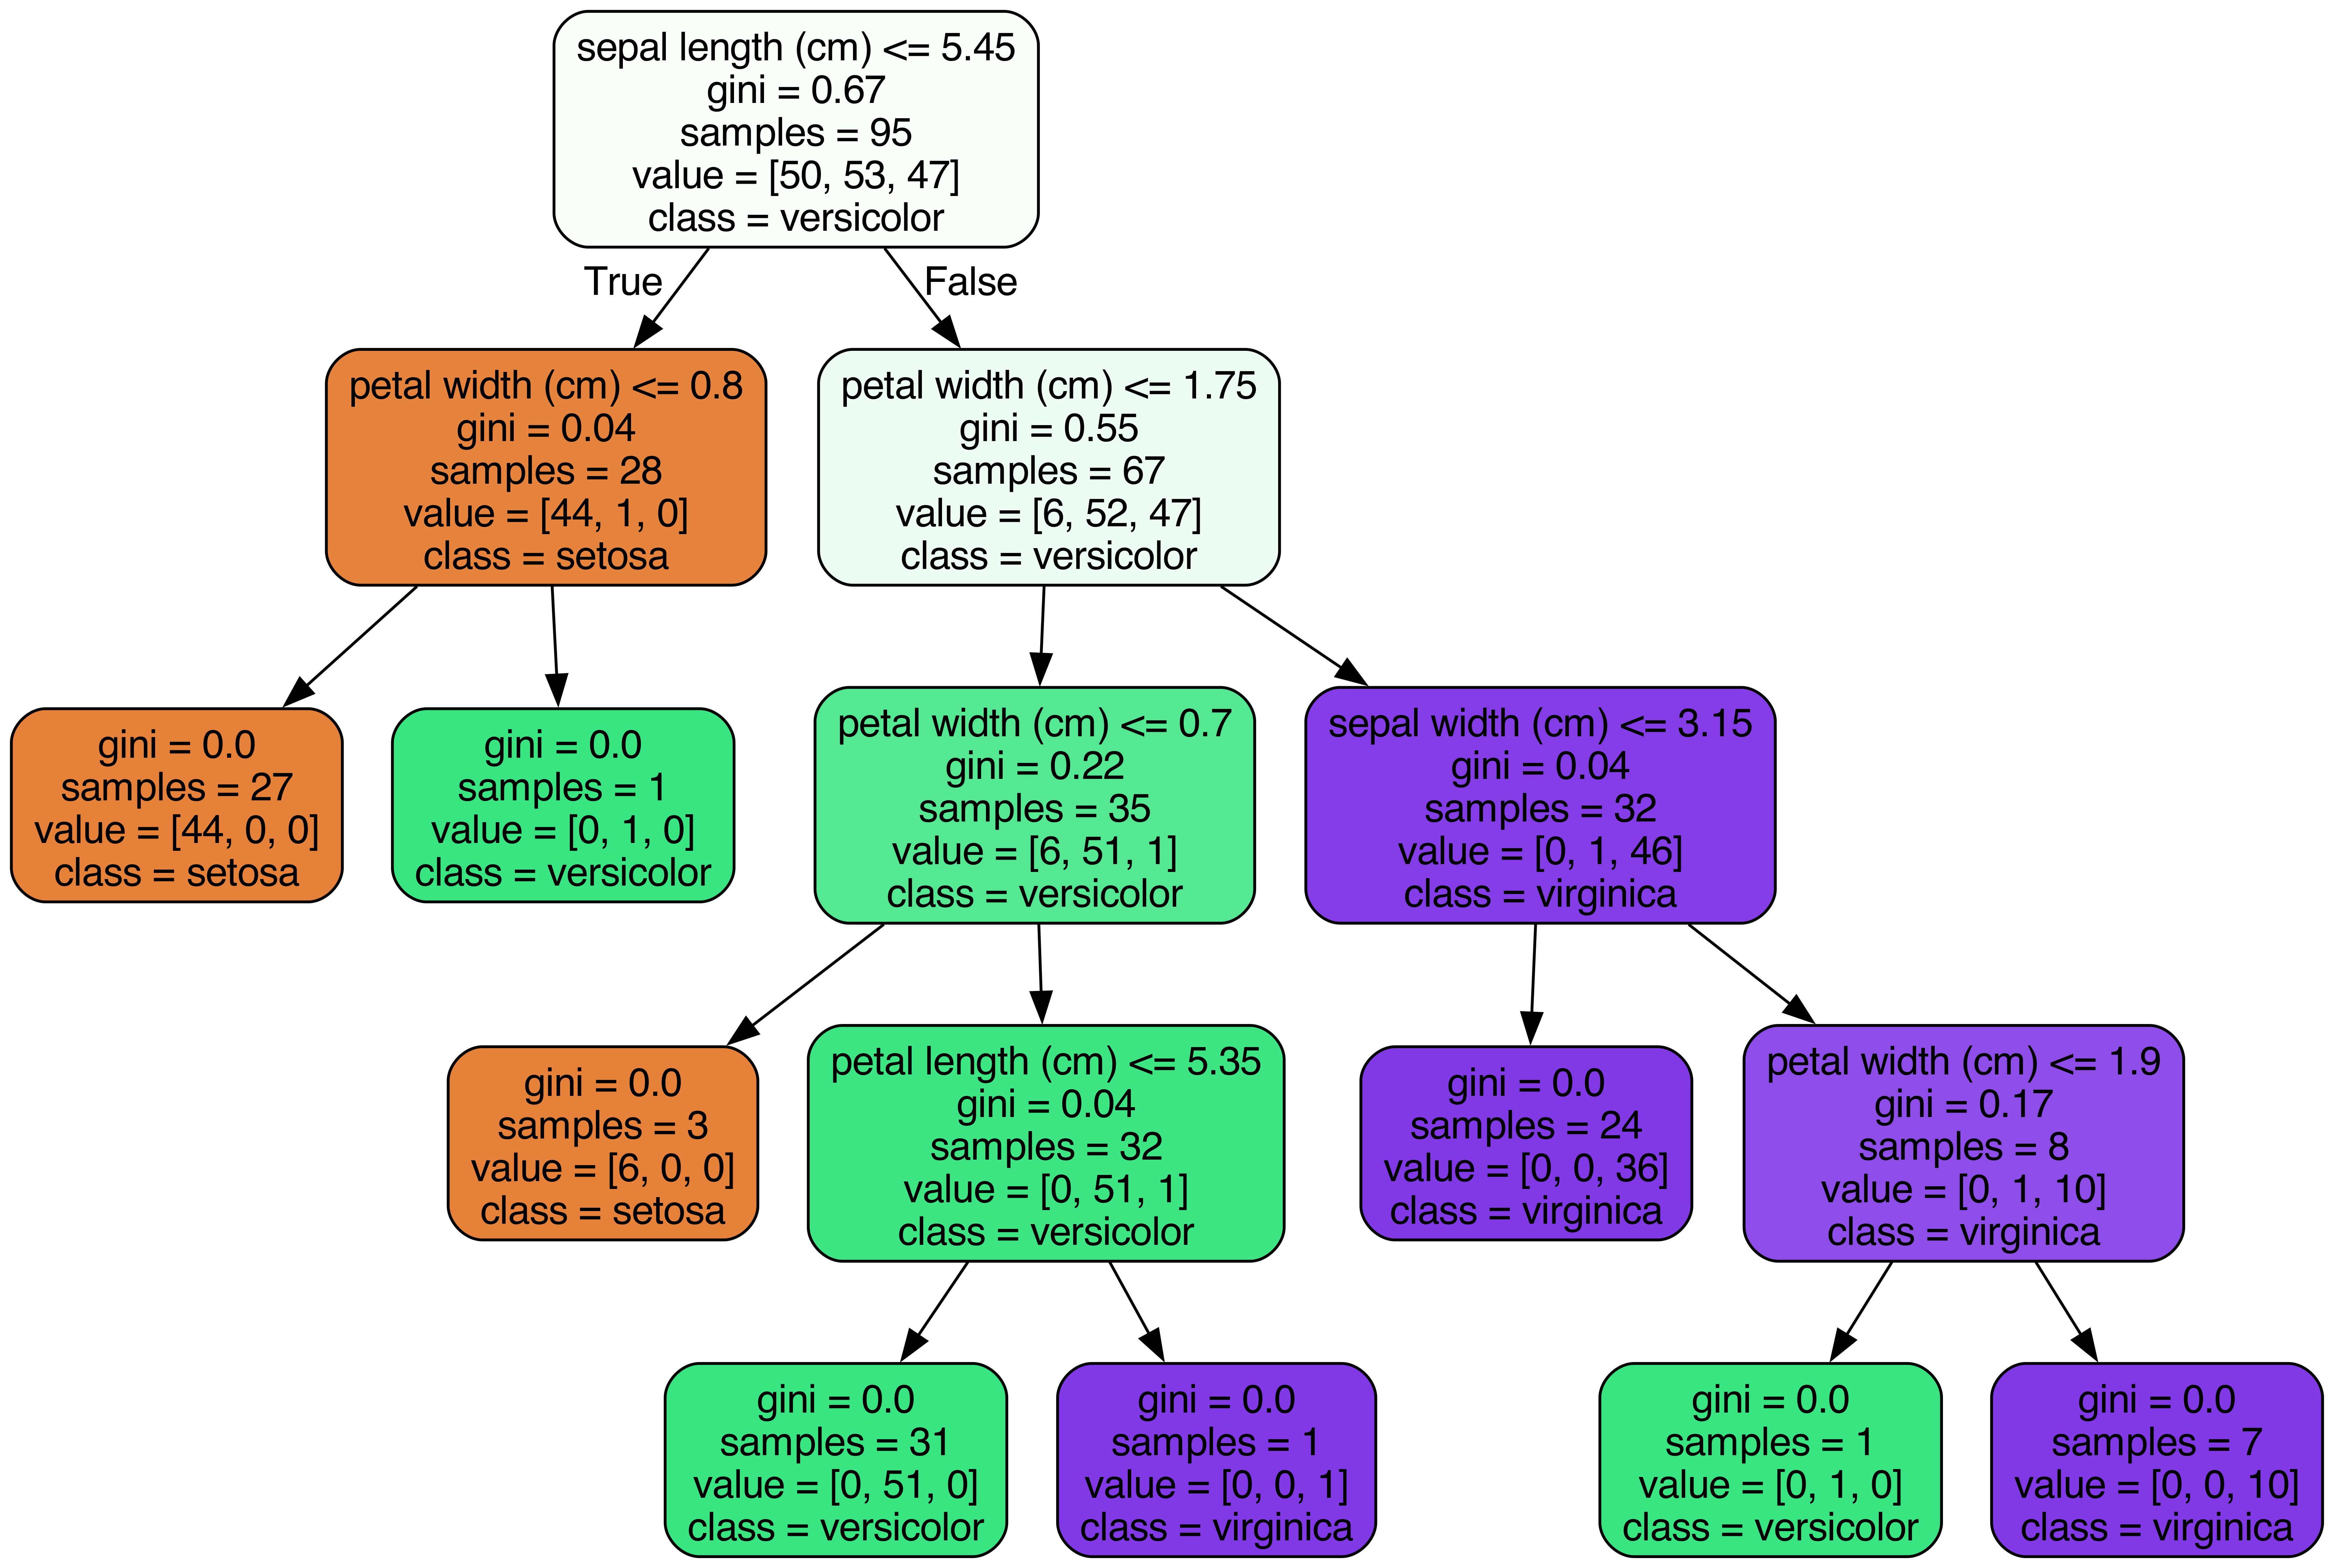 sepal length (cm) <= 5.45
gini = 0.67
samples = 95
value = [50, 53, 47]
class = versicolor
True
False
petal width (cm) <= 0.8
gini = 0.04
samples = 28
value = [44, 1, 0]
class = setosa
petal width (cm) <= 1.75
gini = 0.55
samples = 67
value = [6, 52, 47]
class = versicolor
gini = 0.0
samples = 27
value = [44, 0, 0]
class = setosa
gini = 0.0
samples = 1
value = [0, 1, 0]
class = versicolor
petal width (cm) <= 0.7
gini = 0.22
samples = 35
value = [6, 51, 1]
class = versicolor
sepal width (cm) <= 3.15
gini = 0.04
samples = 32
value = [0, 1, 46]
class = virginica
gini = 0.0
samples = 3
value = [6, 0, 0]
class = setosa
petal length (cm) <= 5.35
gini = 0.04
samples = 32
value = [0, 51, 1]
class = versicolor
gini = 0.0
samples = 24
value = [0, 0, 36]
class = virginica
petal width (cm) <= 1.9
gini = 0.17
samples = 8
value = [0, 1, 10]
class = virginica
gini = 0.0
samples = 31
value = [0, 51, 0]
class = versicolor
gini = 0.0
samples = 1
value = [0, 0, 1]
class = virginica
gini = 0.0
samples = 1
value = [0, 1, 0]
class = versicolor
gini = 0.0
samples = 7
value = [0, 0, 10]
class = virginica